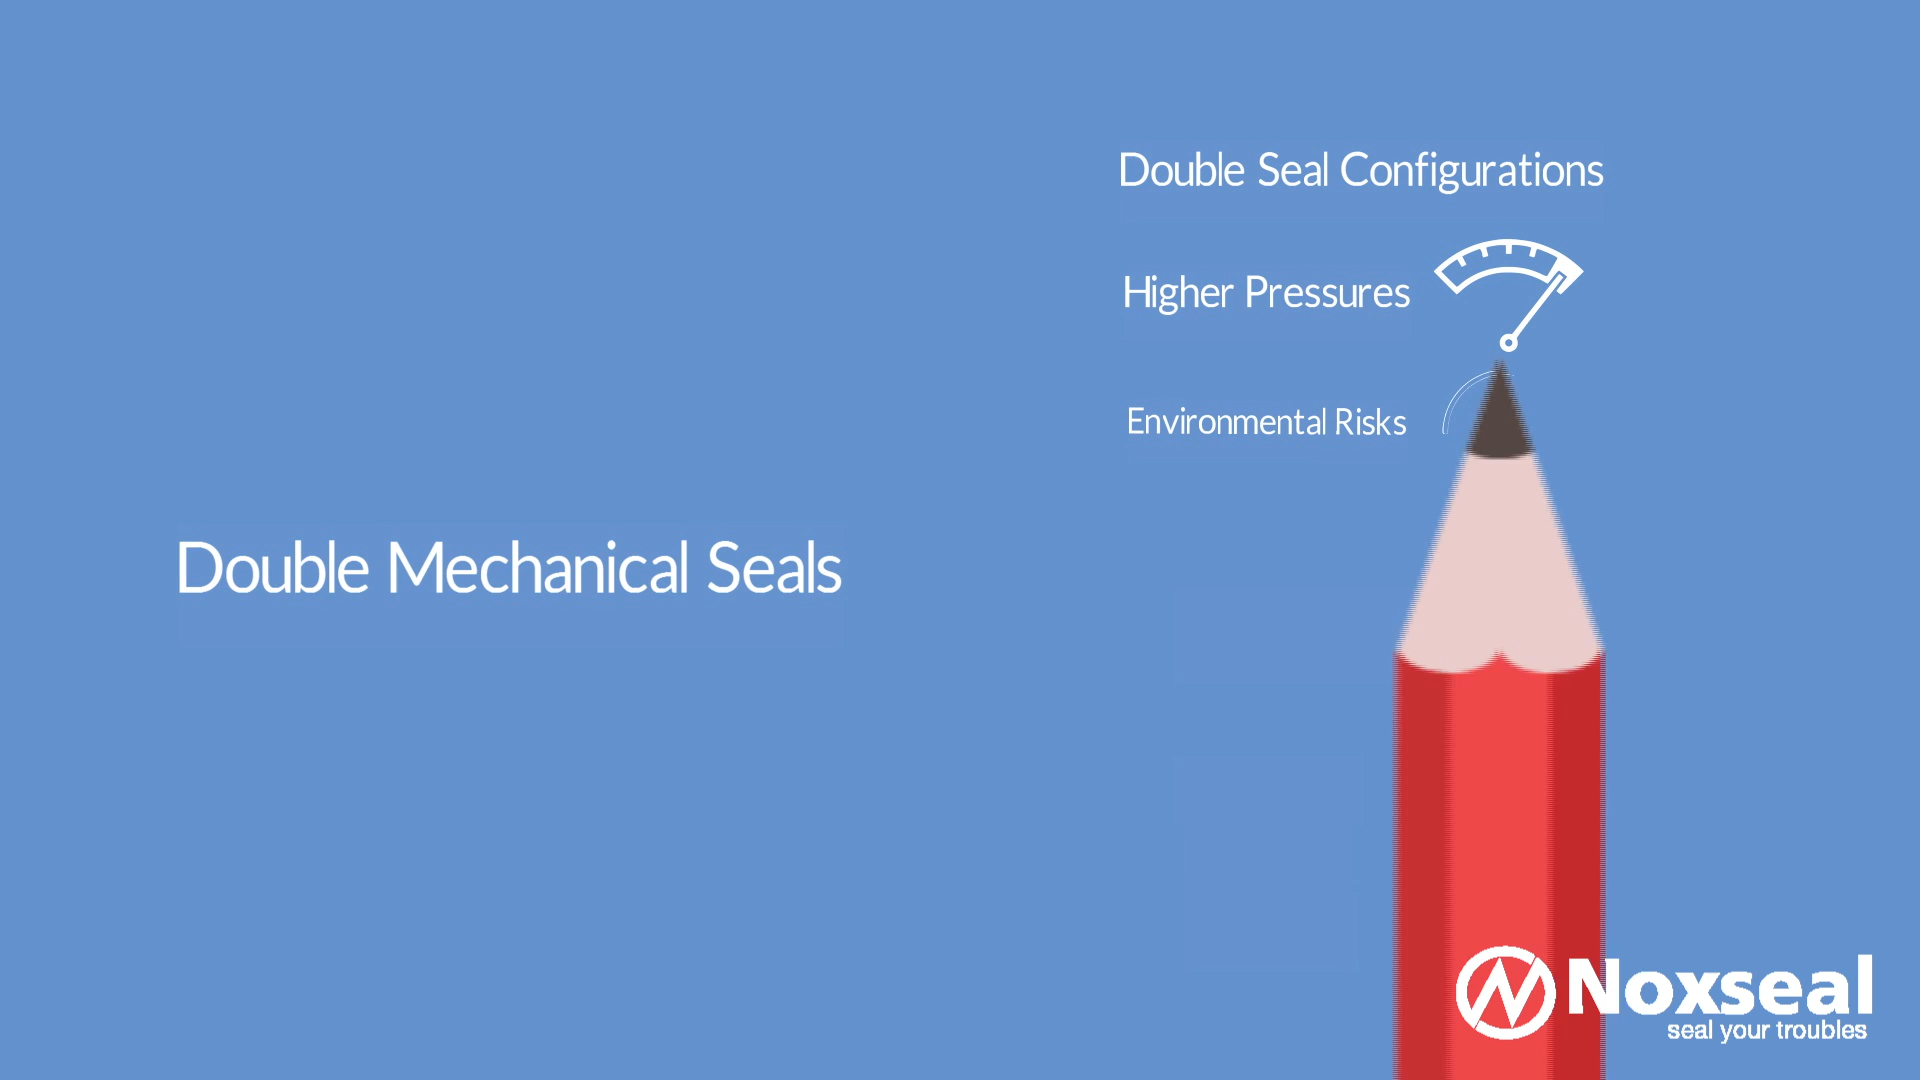 Double Seal Configurations
Higher Pressures
Environmental Risks
Double Mechanical Seals
Noxseal
seal your troubles